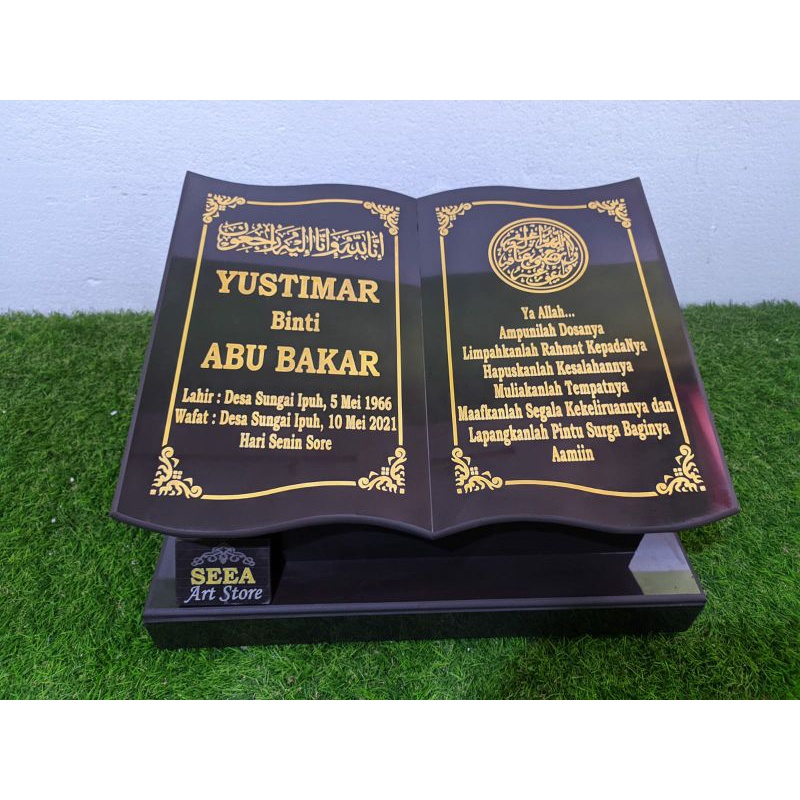 إنا لله وإنا إليه راجعون
YUSTIMAR
Binti
ABU BAKAR
Lahir : Desa Sungai Ipuh, 5 Mei 1966
Wafat : Desa Sungai Ipuh, 10 Mei 2021
Hari Senin Sore
Ya Allah...
Ampunilah Dosanya
Limpahkanlah Rahmat KepadaNya
Hapuskanlah Kesalahannya
Muliakanlah Tempatnya
Maafkanlah Segala Kekeliruannya dan
Lapangkanlah Pintu Surga Baginya
Aamiin
SEEA
Art Store